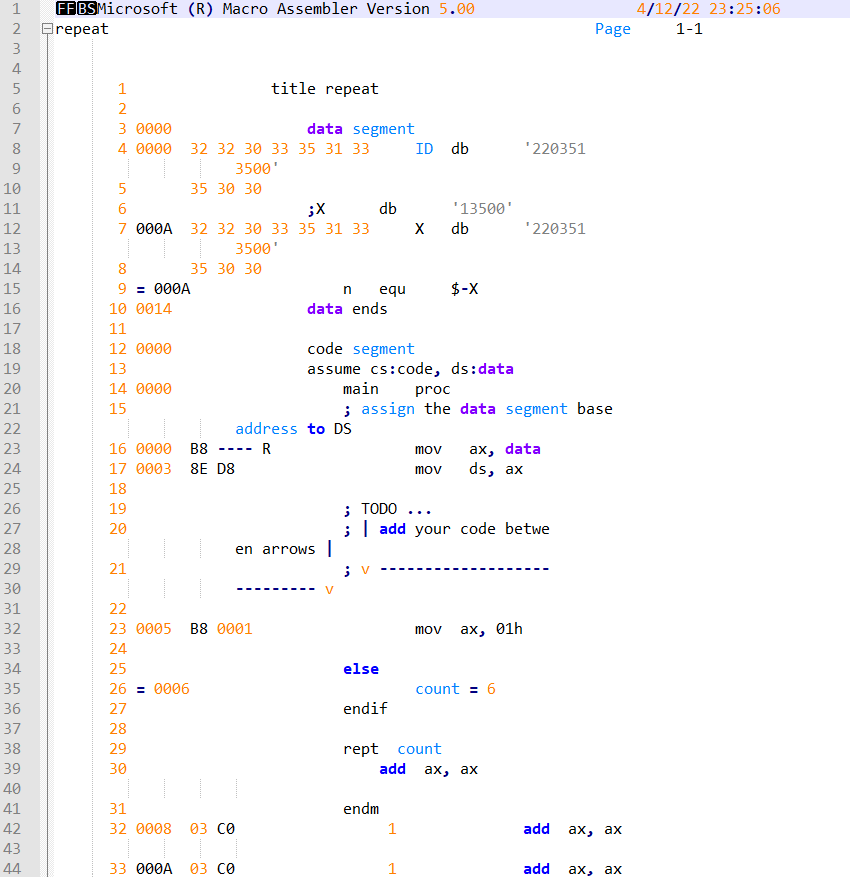 1 FFBSMicrosoft (R) Macro Assembler Version 5.00 4/12/22 23:25:06
2 repeat Page 1-1
3
4
5 1 title repeat
6 2
7 3 0000 data segment
8 4 0000 32 32 30 33 35 31 33 ID db '220351
9 3500'
10 5 35 30 30
11 6 ;X db '13500'
12 7 000A 32 32 30 33 35 31 33 X db '220351
13 3500'
14 8 35 30 30
15 9 = 000A n equ $-X
16 10 0014 data ends
17 11
18 12 0000 code segment
19 13 assume cs:code, ds:data
20 14 0000 main proc
21 15 ; assign the data segment base
22 address to DS
23 16 0000 B8 ---- R mov ax, data
24 17 0003 8E D8 mov ds, ax
25 18
26 19 ; TODO ...
27 20 ; | add your code betwe
28 en arrows |
29 21 ; v -------------------
30 --------- v
31 22
32 23 0005 B8 0001 mov ax, 01h
33 24
34 25 else
35 26 = 0006 count = 6
36 27 endif
37 28
38 29 rept count
39 30 add ax, ax
40
41 31 endm
42 32 0008 03 C0 1 add ax, ax
43
44 33 000A 03 C0 1 add ax, ax